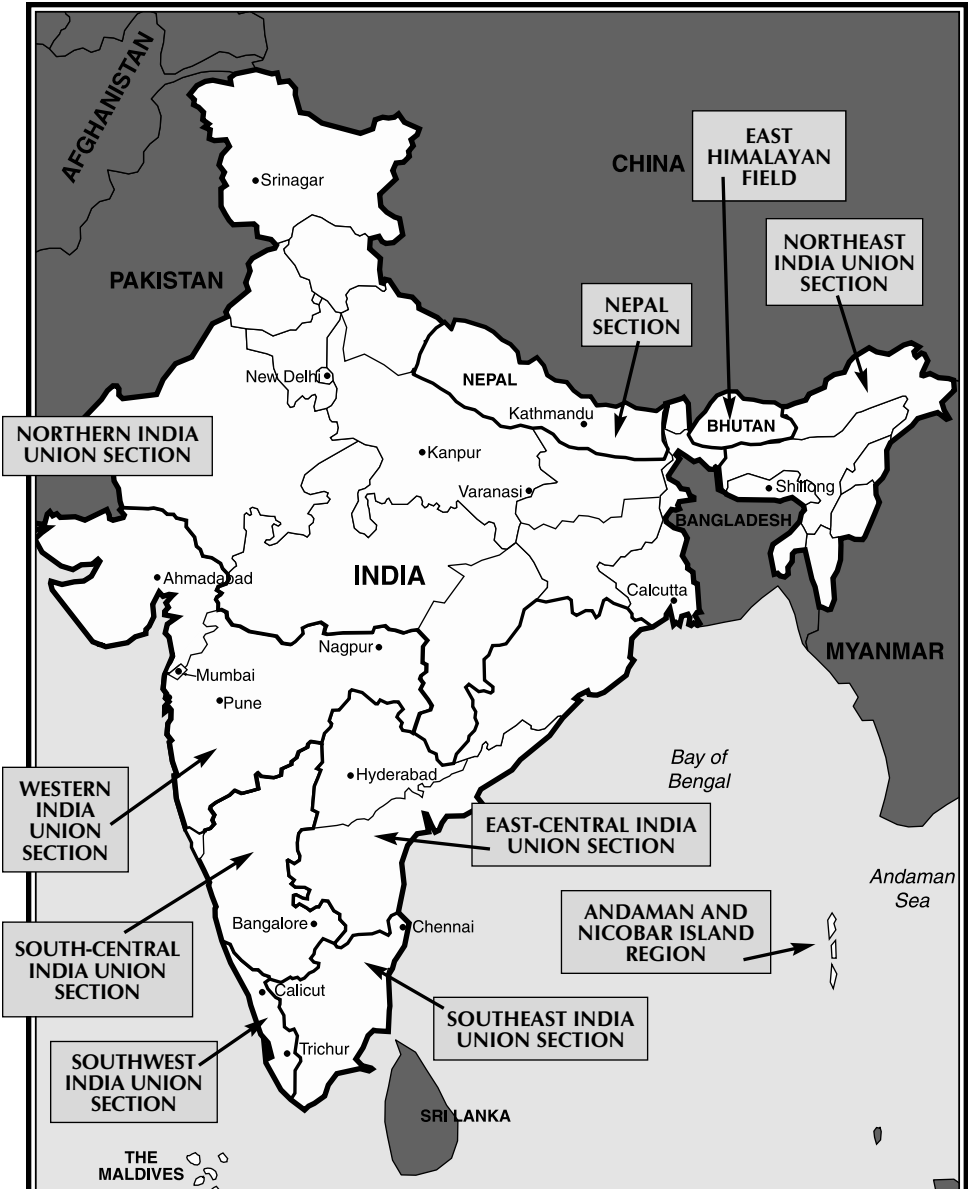 AFGHANISTAN
CHINA
EAST
HIMALAYAN
FIELD
Srinagar
NORTHEAST
INDIA UNION
SECTION
PAKISTAN
NEPAL
SECTION
New Delhi
NEPAL
Kathmandu
BHUTAN
NORTHERN INDIA
UNION SECTION
Kanpur
Varanasi
Shillong
BANGLADESH
INDIA
Ahmadabad
Calcutta
Nagpur
MYANMAR
Mumbai
Pune
Bay of
Bengal
Hyderabad
WESTERN
INDIA
UNION
SECTION
EAST-CENTRAL INDIA
UNION SECTION
Andaman
Sea
ANDAMAN AND
NICOBAR ISLAND
REGION
Bangalore
Chennai
SOUTH-CENTRAL
INDIA UNION
SECTION
Calicut
SOUTHEAST INDIA
UNION SECTION
Trichur
SOUTHWEST
INDIA UNION
SECTION
SRI LANKA
THE
MALDIVES